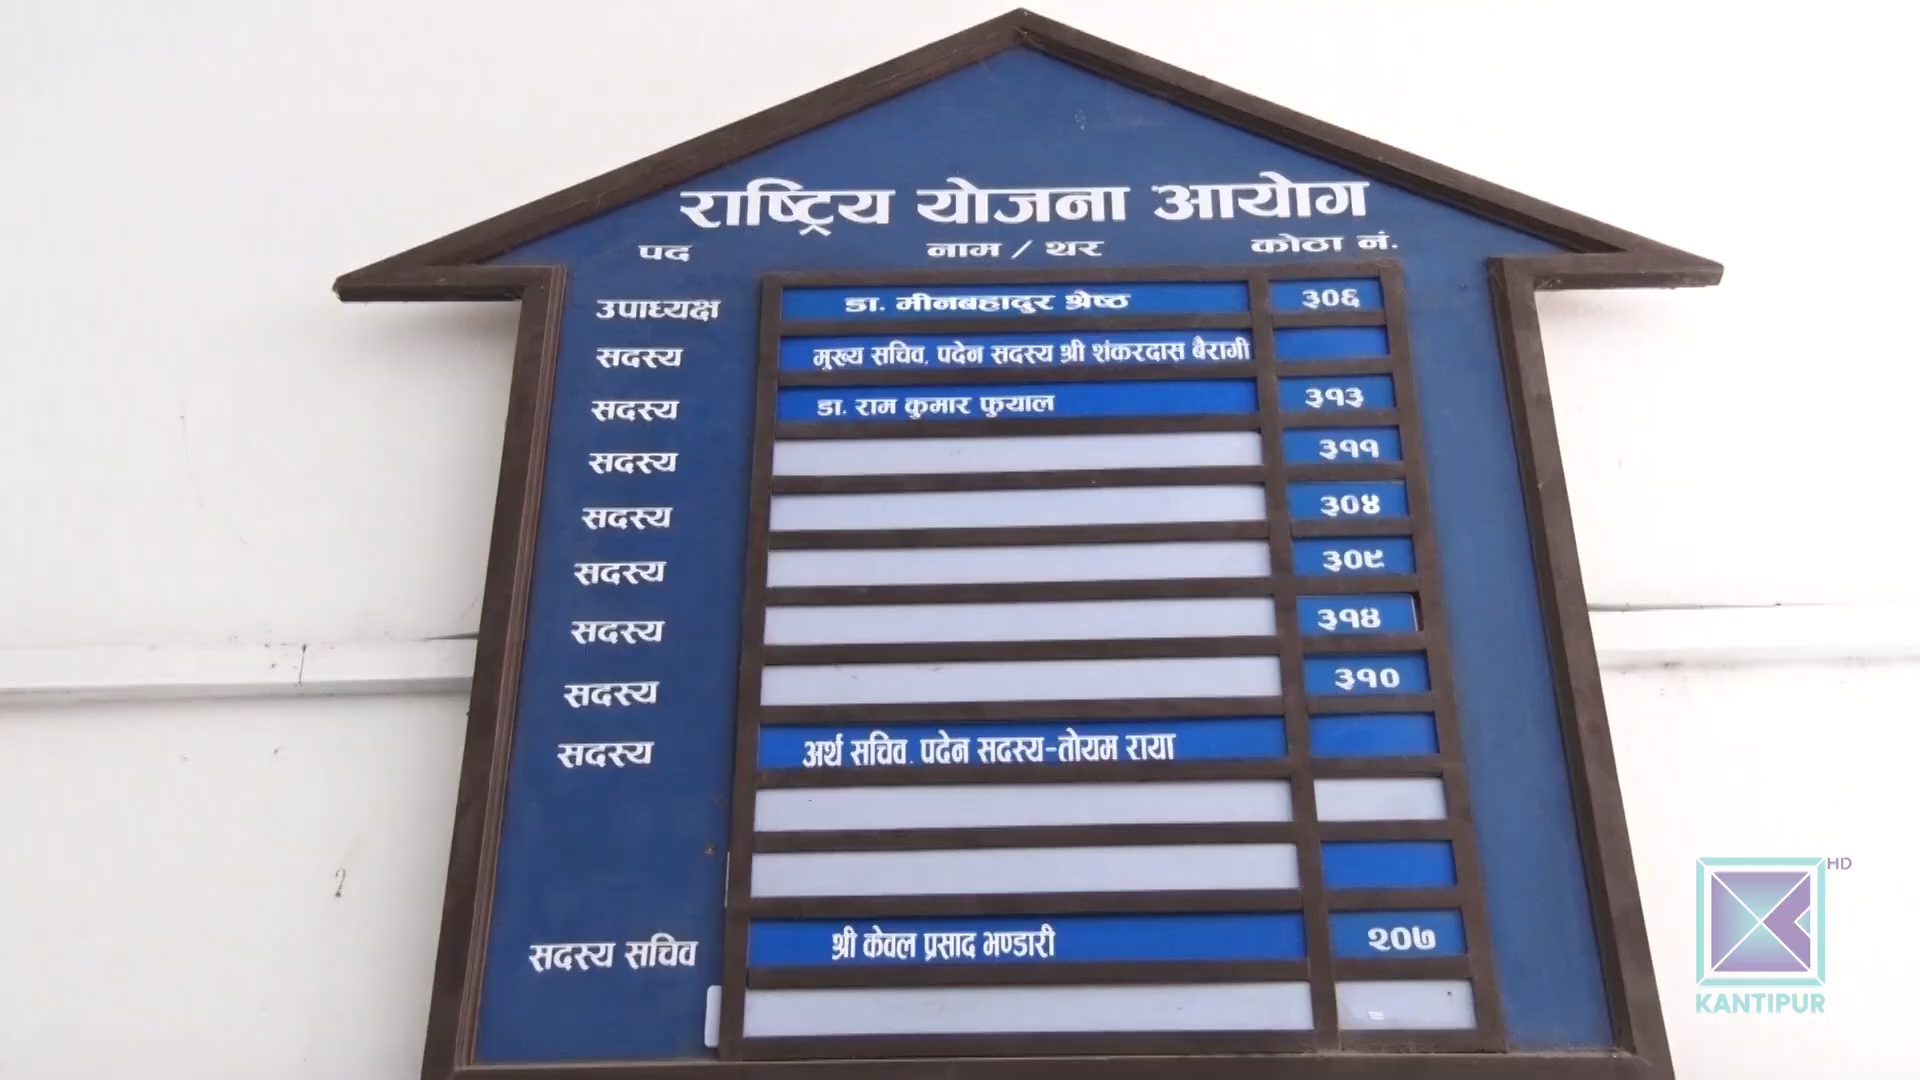 राष्ट्रिय योजना आयोग
पद नाम / थर कोठा नं.
उपाध्यक्ष डा. मीनबहादुर श्रेष्ठ ३०६
सदस्य मुख्य सचिव, पदेन सदस्य श्री शंकरदास बैरागी
सदस्य डा. राम कुमार फुयाल ३१३
सदस्य ३११
सदस्य ३०४
सदस्य ३०९
सदस्य ३१४
सदस्य ३१०
सदस्य अर्थ सचिव, पदेन सदस्य-तोयम राया
सदस्य सचिव श्री केवल प्रसाद भण्डारी २०७
HD
KANTIPUR